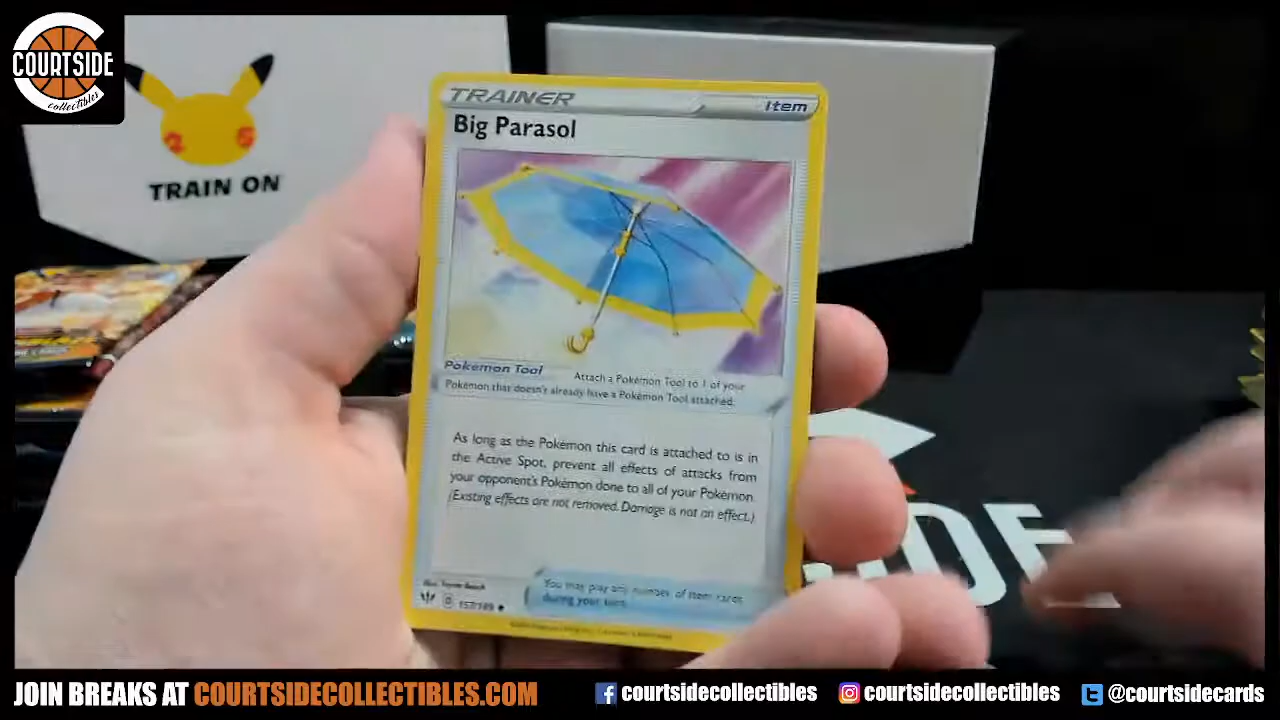 COURTSIDE
collectibles
25
TRAIN ON
TRAINER
Item
Big Parasol
Pokémon Tool
Attach a Pokémon Tool to 1 of your
Pokémon that doesn't already have a Pokémon Tool attached.
As long as the Pokémon this card is attached to is in
the Active Spot, prevent all effects of attacks from
your opponent's Pokémon done to all of your Pokémon.
(Existing effects are not removed. Damage is not an effect.)
You may play any number of Item cards
during your turn.
157/189
JOIN BREAKS AT COURTSIDECOLLECTIBLES.COM
courtsidecollectibles
courtsidecollectibles
@courtsidecards